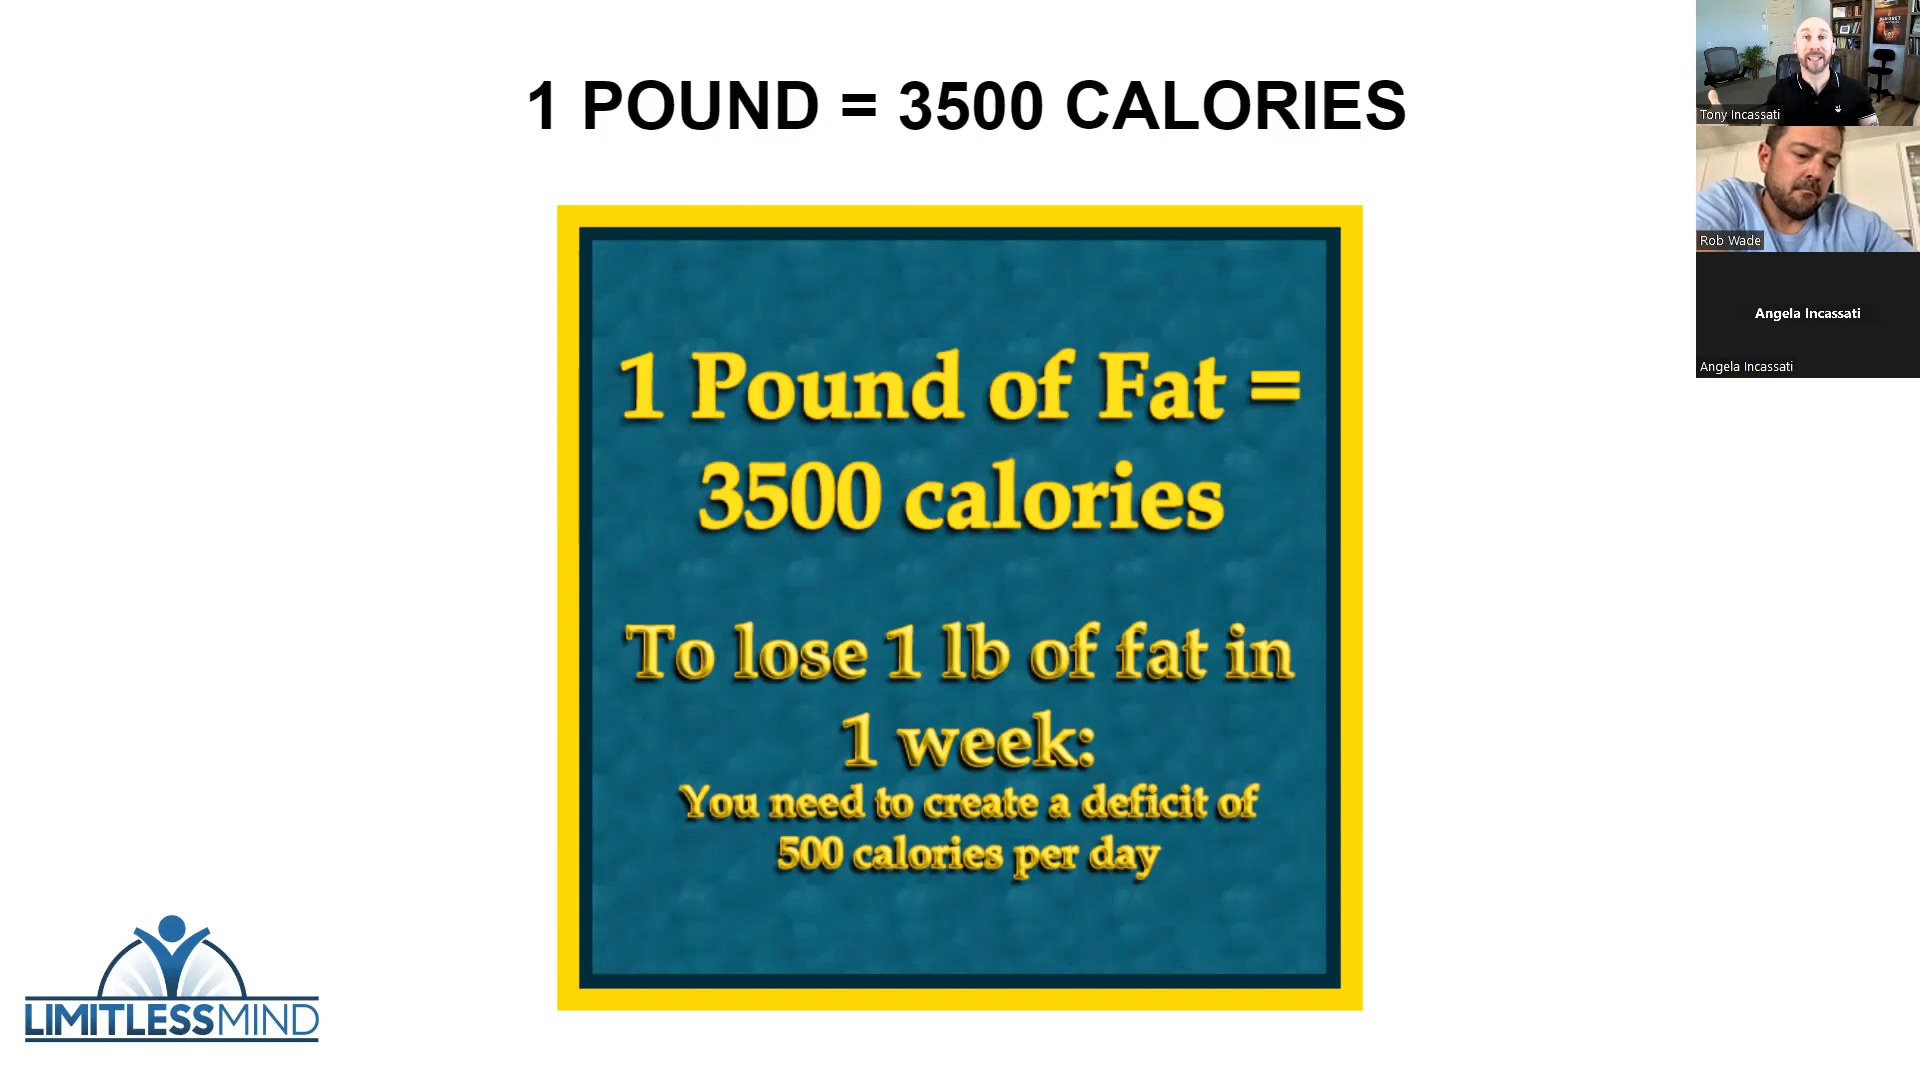 1 POUND = 3500 CALORIES
1 Pound of Fat =
3500 calories
To lose 1 lb of fat in
1 week:
You need to create a deficit of
500 calories per day
LIMITLESSMIND
Tony Incassati
Rob Wade
Angela Incassati
Angela Incassati